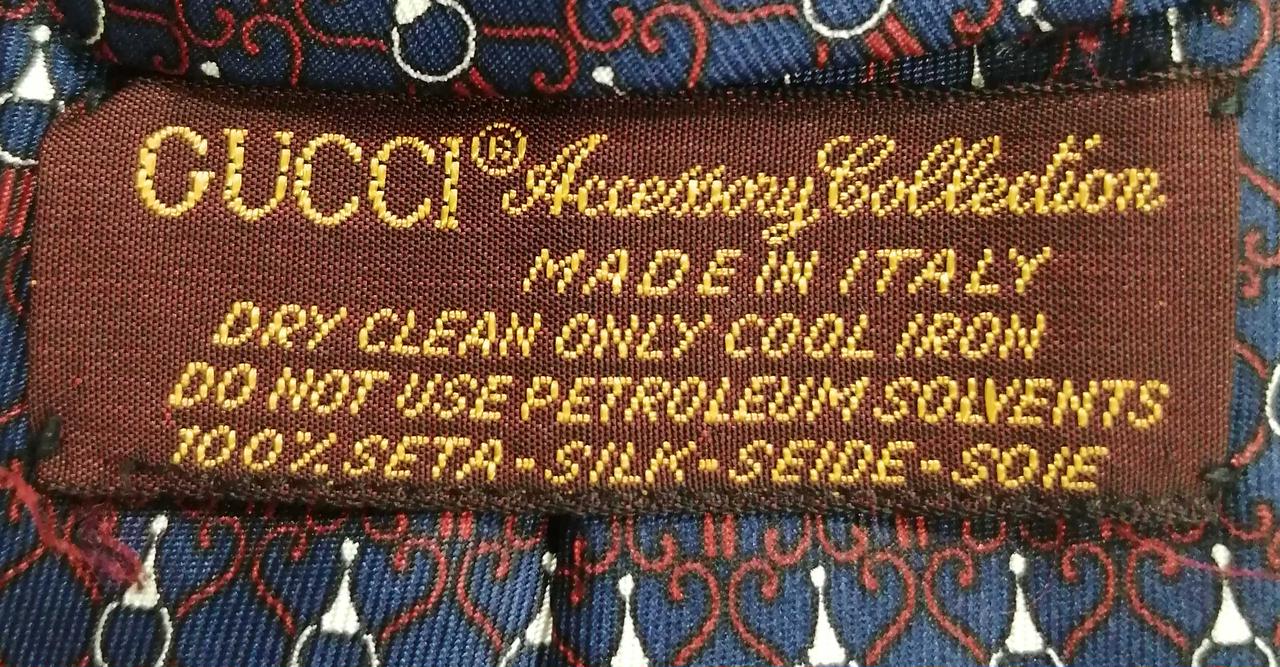 GUCCI® Accessory Collection
MADE IN ITALY
DRY CLEAN ONLY COOL IRON
DO NOT USE PETROLEUM SOLVENTS
100% SETA - SILK - SEIDE - SOIE